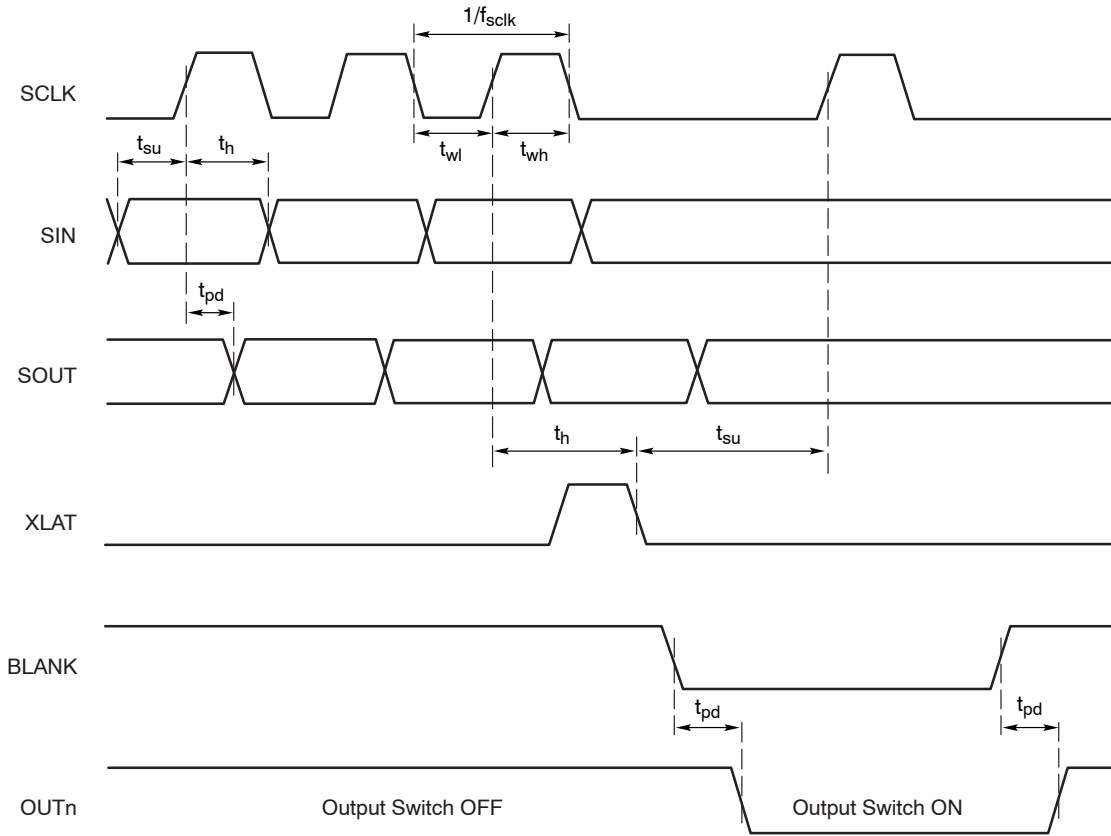 1/fsclk
SCLK
tsu
th
twl
twh
SIN
tpd
SOUT
th
tsu
XLAT
BLANK
tpd
tpd
OUTn
Output Switch OFF
Output Switch ON